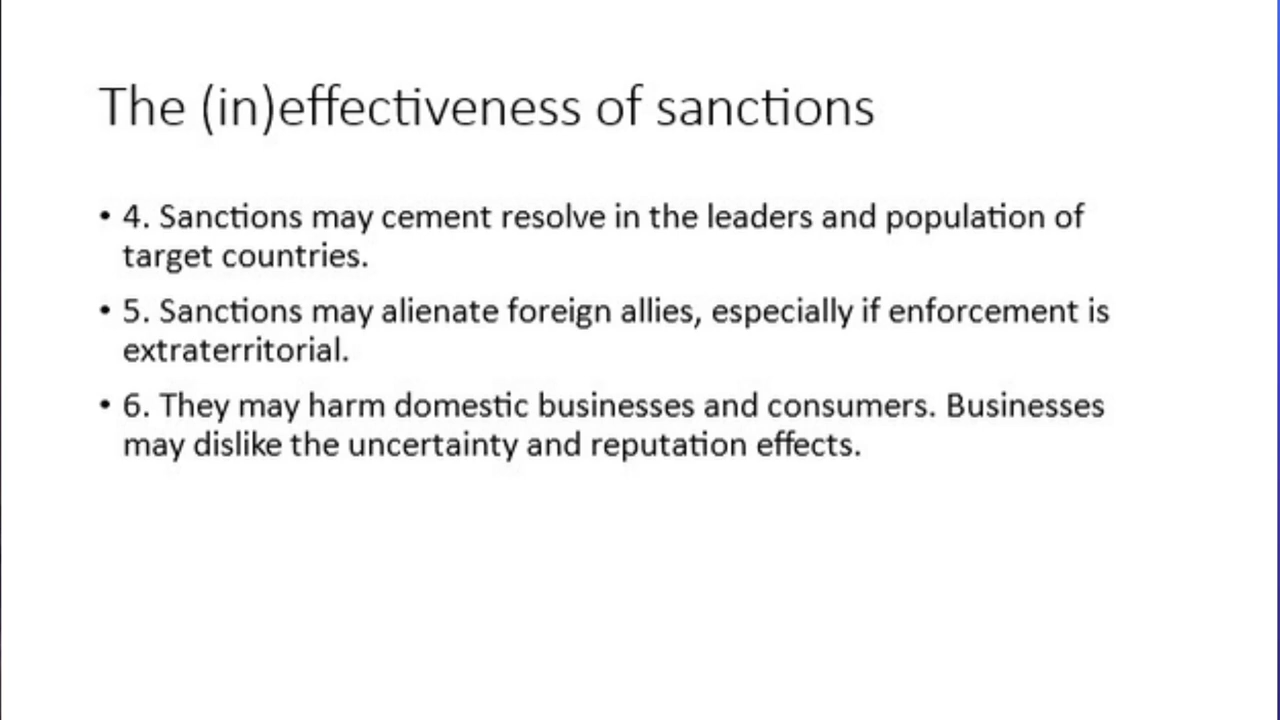 The (in)effectiveness of sanctions
• 4. Sanctions may cement resolve in the leaders and population of
target countries.
• 5. Sanctions may alienate foreign allies, especially if enforcement is
extraterritorial.
• 6. They may harm domestic businesses and consumers. Businesses
may dislike the uncertainty and reputation effects.